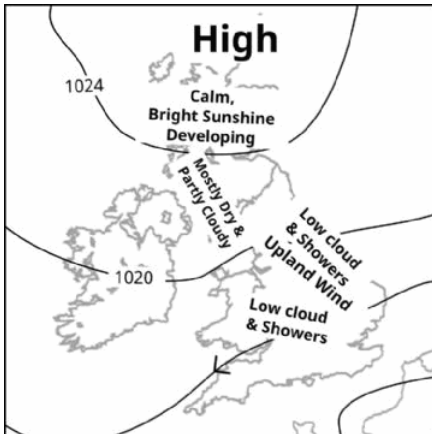 High
1024
Calm,
Bright Sunshine
Developing
Mostly Dry &
Partly Cloudy
Low cloud
& Showers
Upland Wind
1020
Low cloud
& Showers